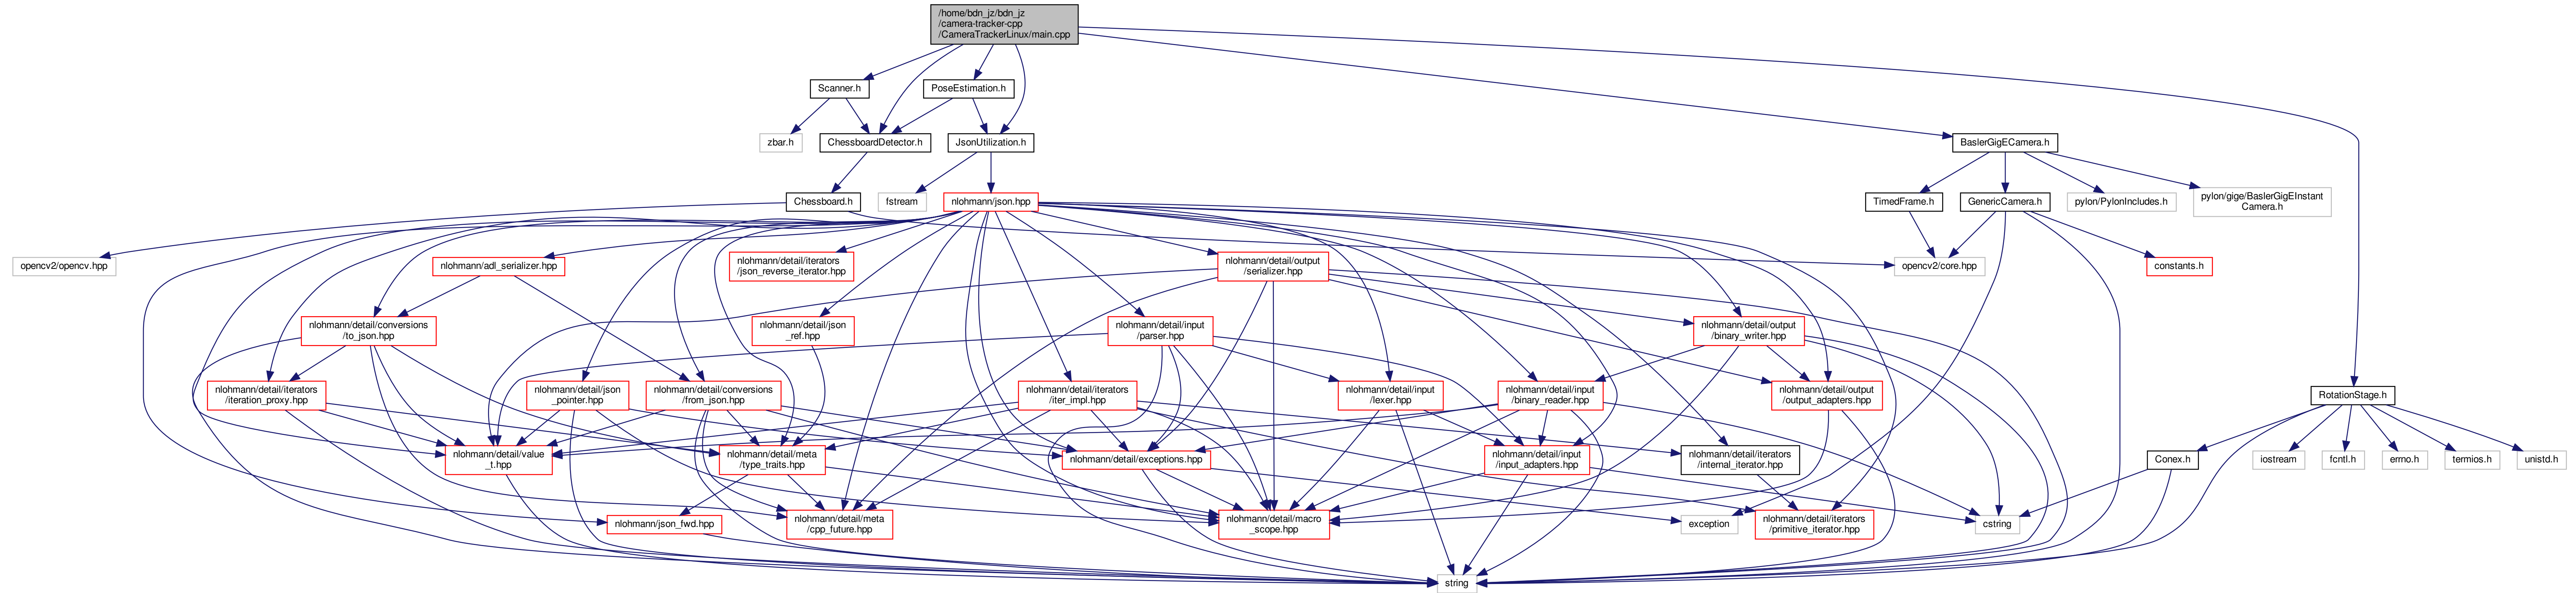 /home/bdn_jz/bdn_jz
/camera-tracker-cpp
/CameraTrackerLinux/main.cpp
Scanner.h
PoseEstimation.h
zbar.h
ChessboardDetector.h
JsonUtilization.h
BaslerGigECamera.h
Chessboard.h
fstream
nlohmann/json.hpp
TimedFrame.h
GenericCamera.h
pylon/PylonIncludes.h
pylon/gige/BaslerGigEInstant
Camera.h
opencv2/opencv.hpp
nlohmann/adl_serializer.hpp
nlohmann/detail/iterators
/json_reverse_iterator.hpp
nlohmann/detail/output
/serializer.hpp
opencv2/core.hpp
constants.h
nlohmann/detail/conversions
/to_json.hpp
nlohmann/detail/json
_ref.hpp
nlohmann/detail/input
/parser.hpp
nlohmann/detail/output
/binary_writer.hpp
nlohmann/detail/iterators
/iteration_proxy.hpp
nlohmann/detail/json
_pointer.hpp
nlohmann/detail/conversions
/from_json.hpp
nlohmann/detail/iterators
/iter_impl.hpp
nlohmann/detail/input
/lexer.hpp
nlohmann/detail/input
/binary_reader.hpp
nlohmann/detail/output
/output_adapters.hpp
RotationStage.h
nlohmann/detail/value
_t.hpp
nlohmann/detail/meta
/type_traits.hpp
nlohmann/detail/exceptions.hpp
nlohmann/detail/input
/input_adapters.hpp
nlohmann/detail/iterators
/internal_iterator.hpp
Conex.h
iostream
fcntl.h
errno.h
termios.h
unistd.h
nlohmann/json_fwd.hpp
nlohmann/detail/meta
/cpp_future.hpp
nlohmann/detail/macro
_scope.hpp
exception
nlohmann/detail/iterators
/primitive_iterator.hpp
cstring
string